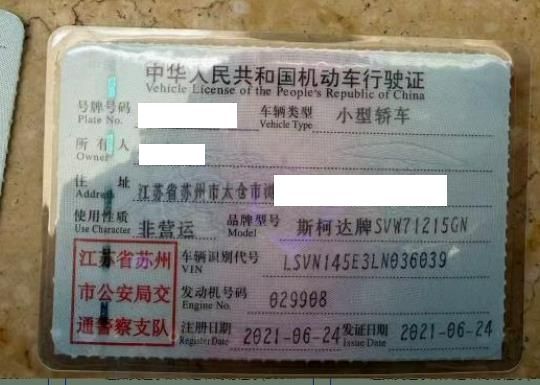 中华人民共和国机动车行驶证
Vehicle License of the People's Republic of China
号牌号码
Plate No.
车辆类型 小型轿车
Vehicle Type
所有人
Owner
住址 江苏省苏州市太仓市
Address
使用性质 非营运 品牌型号 斯柯达牌SVW71215GN
Use Character Model
江苏省苏州
市公安局交
通警察支队
车辆识别代号 LSVNI45E3LN036039
VIN
发动机号码 029908
Engine No.
注册日期 2021-06-24 发证日期 2021-06-24
Register Date Issue Date